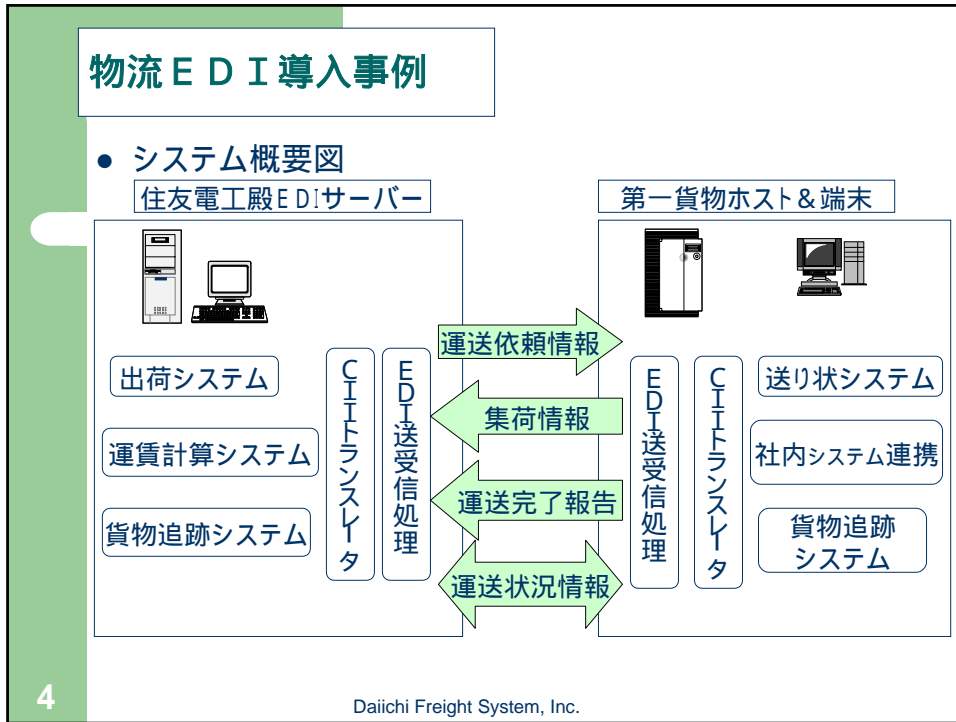 物流ＥＤＩ導入事例
● システム概要図
住友電工殿EDIサーバー
第一貨物ホスト＆端末
出荷システム
運賃計算システム
貨物追跡システム
CIIトランスレータ
EDI送受信処理
運送依頼情報
集荷情報
運送完了報告
運送状況情報
EDI送受信処理
CIIトランスレータ
送り状システム
社内システム連携
貨物追跡
システム
4
Daiichi Freight System, Inc.